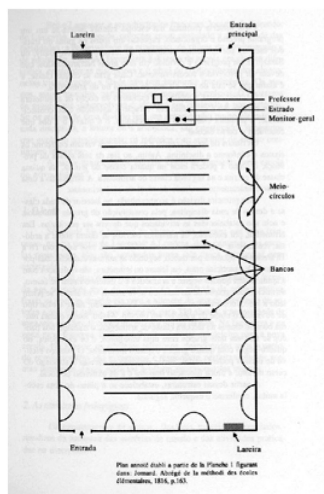 Lareira
Entrada
principal
Professor
Estrado
Monitor-geral
Meio-
círculos
Bancos
Entrada
Lareira
Plan annoté établi a partir de la Planche 1 figurant
dans: Jomard. Abrégé de la méthode des écoles
élémentaires, 1816, p.163.